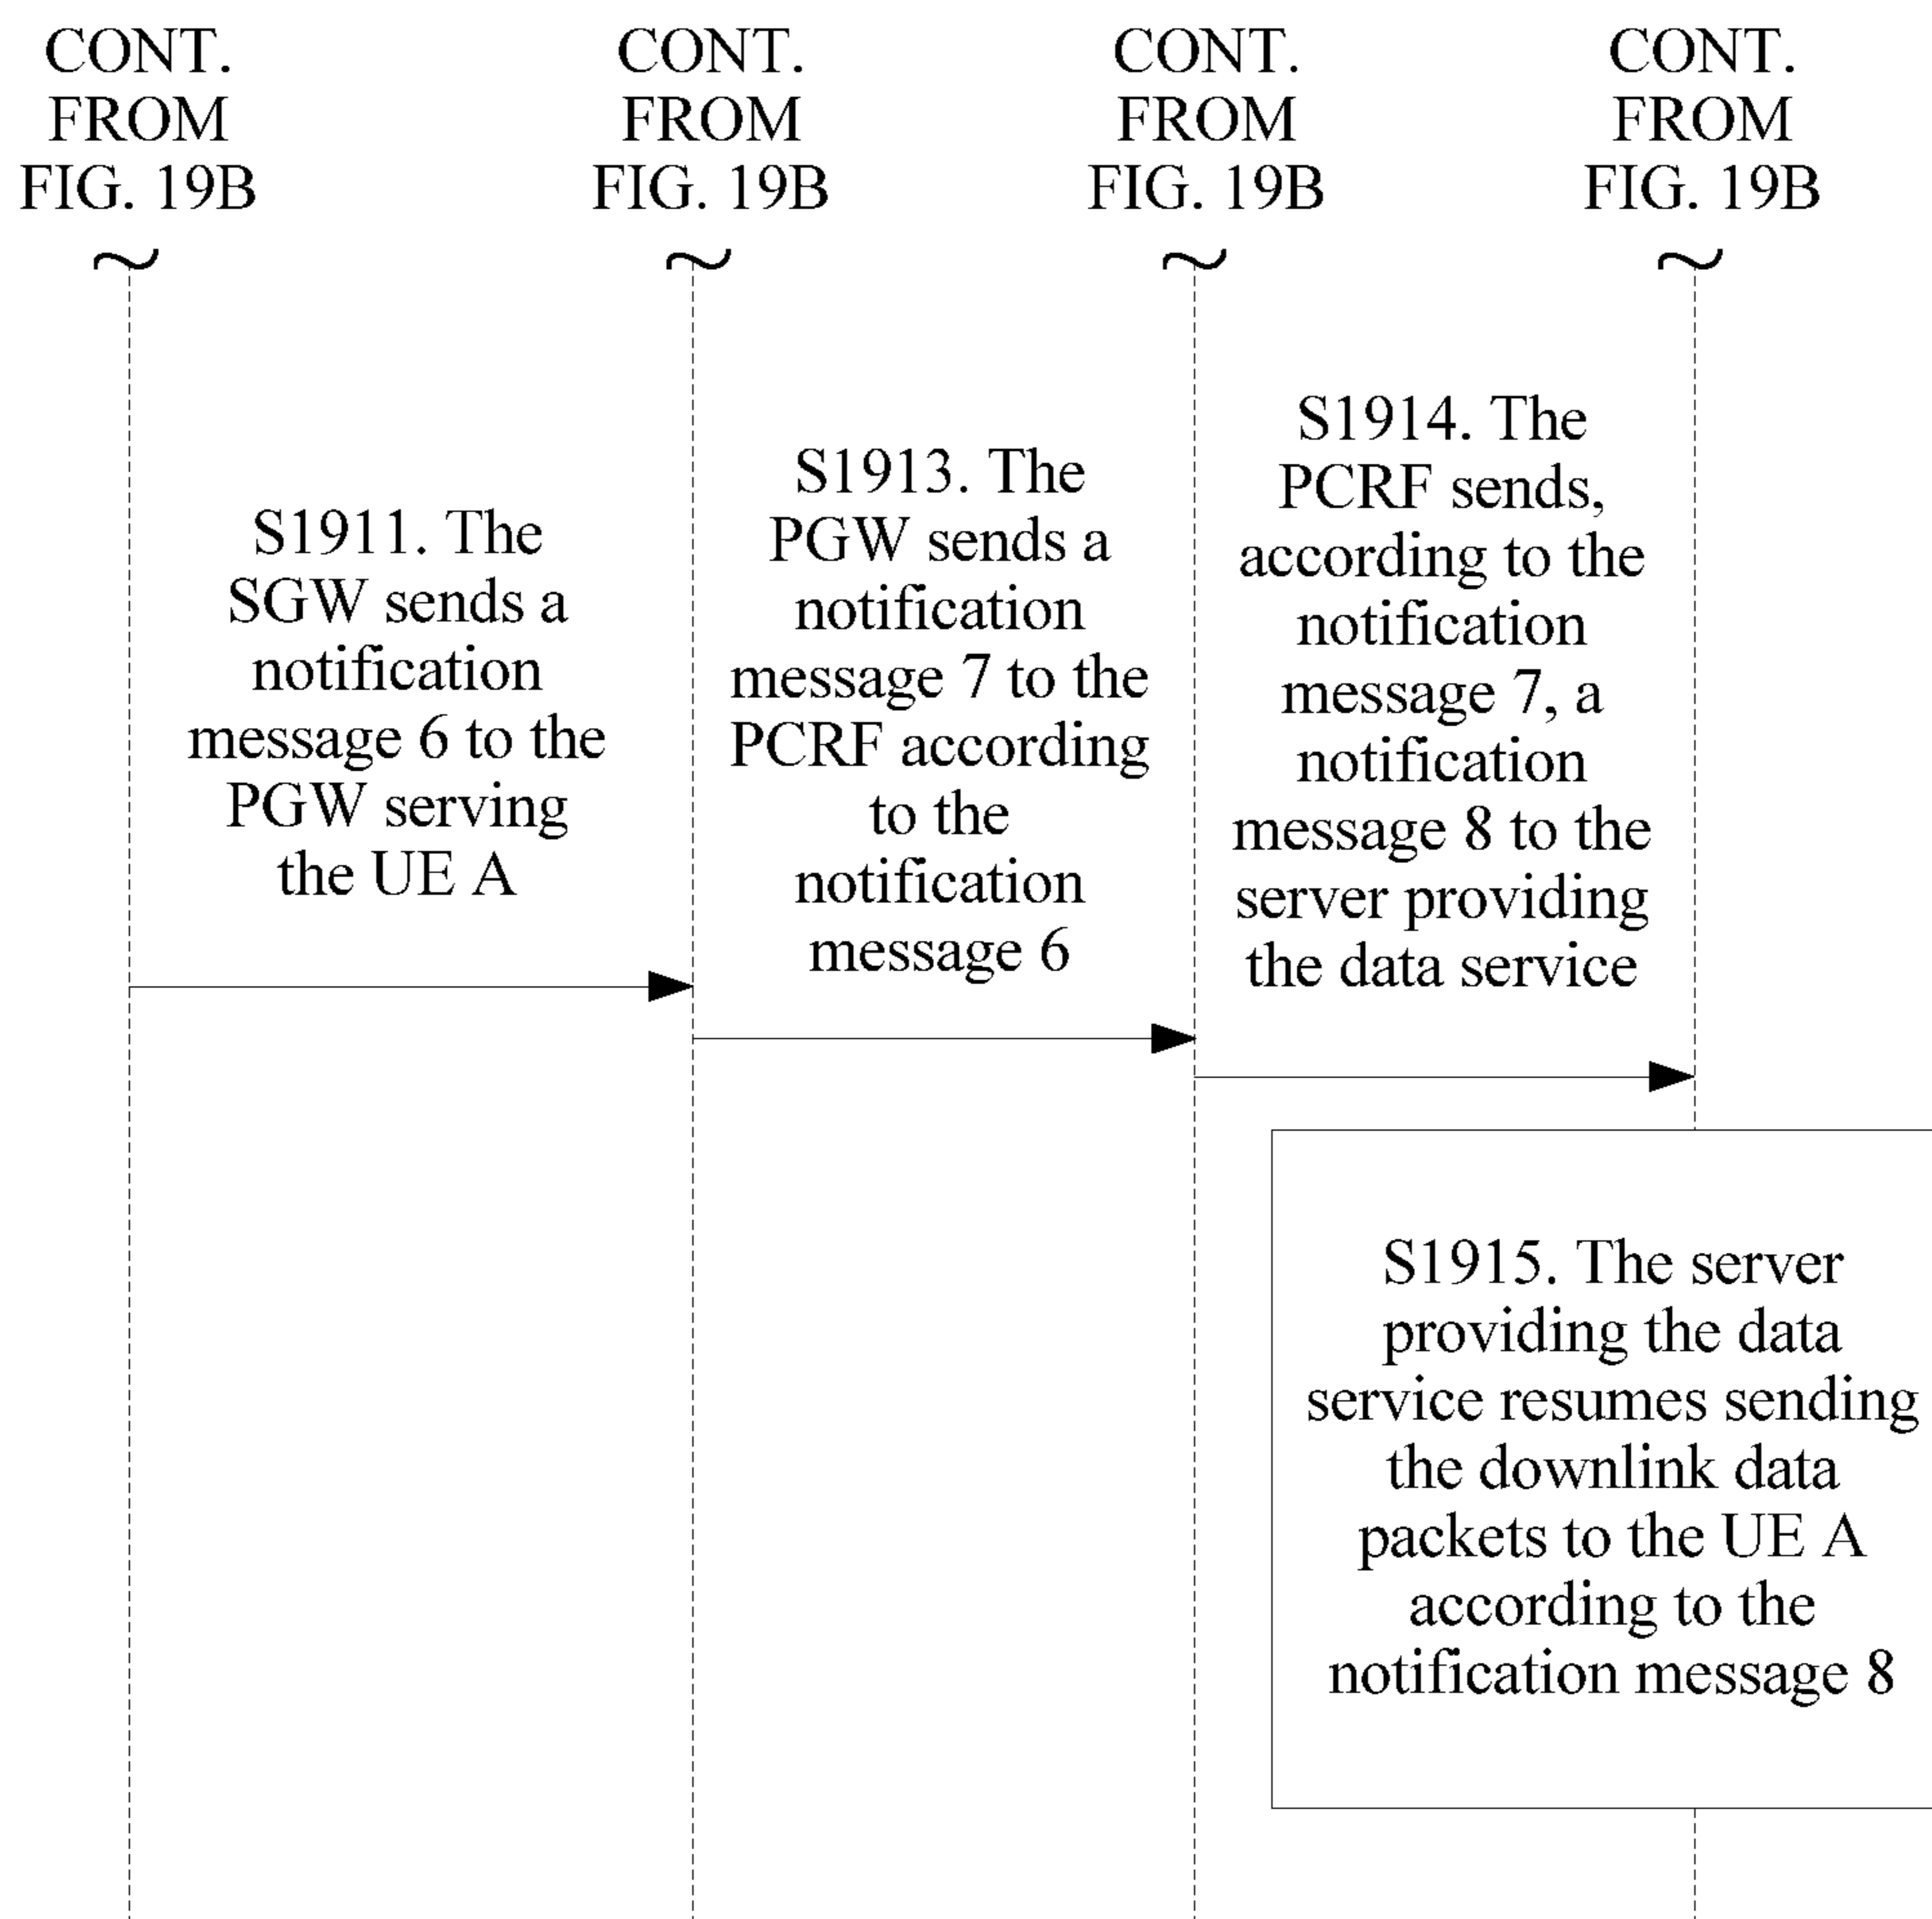 CONT.
FROM
FIG. 19B
CONT.
FROM
FIG. 19B
CONT.
FROM
FIG. 19B
CONT.
FROM
FIG. 19B
S1911. The
SGW sends a
notification
message 6 to the
PGW serving
the UE A
S1913. The
PGW sends a
notification
message 7 to the
PCRF according
to the
notification
message 6
S1914. The
PCRF sends,
according to the
notification
message 7, a
notification
message 8 to the
server providing
the data service
S1915. The server
providing the data
service resumes sending
the downlink data
packets to the UE A
according to the
notification message 8